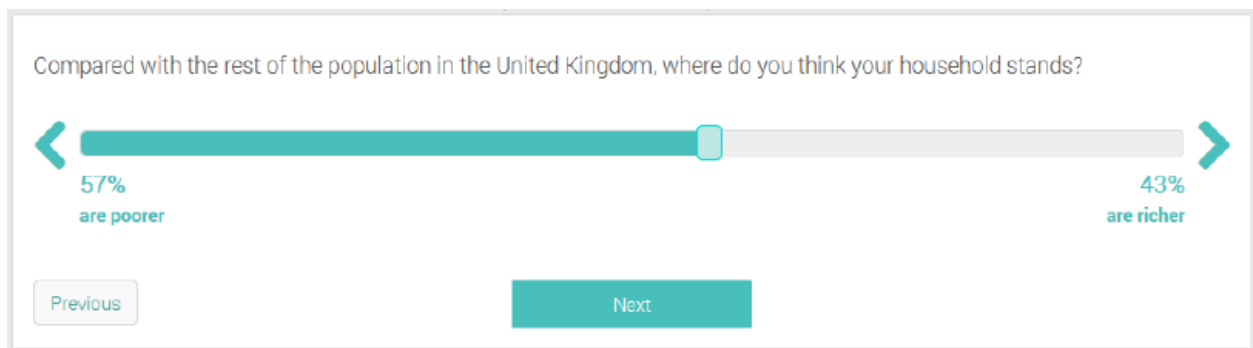 Compared with the rest of the population in the United Kingdom, where do you think your household stands?
57%
are poorer
43%
are richer
Previous
Next